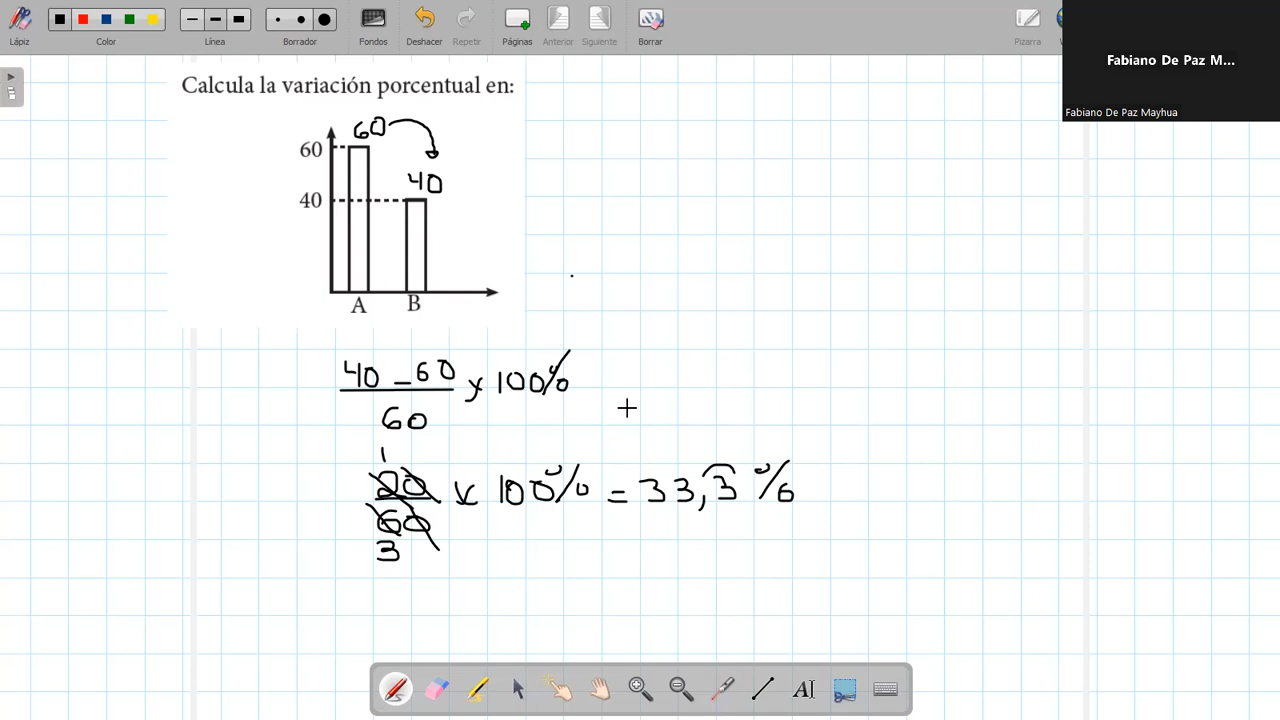 Lápiz
Color
Línea
Borrador
Fondos
Deshacer
Repetir
Páginas
Anterior
Siguiente
Borrar
Pizarra
Fabiano De Paz M...
Fabiano De Paz Mayhua
Calcula la variación porcentual en:
60
60
40
40
A
B
40 - 60
x 100%
60
1
20
x 100% = 33,3 %
60
3
AI